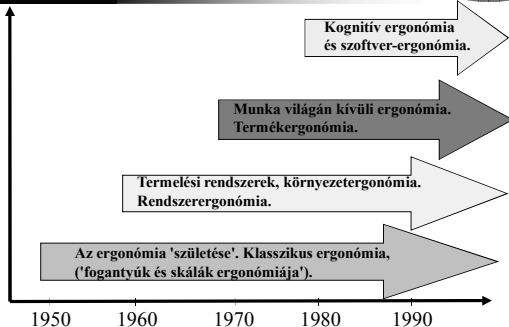 Kognitív ergonómia
és szoftver-ergonómia.
Munka világán kívüli ergonómia.
Termékergonómia.
Termelési rendszerek, környezetergonómia.
Rendszerergonómia.
Az ergonómia 'születése'. Klasszikus ergonómia,
('fogantyúk és skálák ergonómiája').
1950 1960 1970 1980 1990